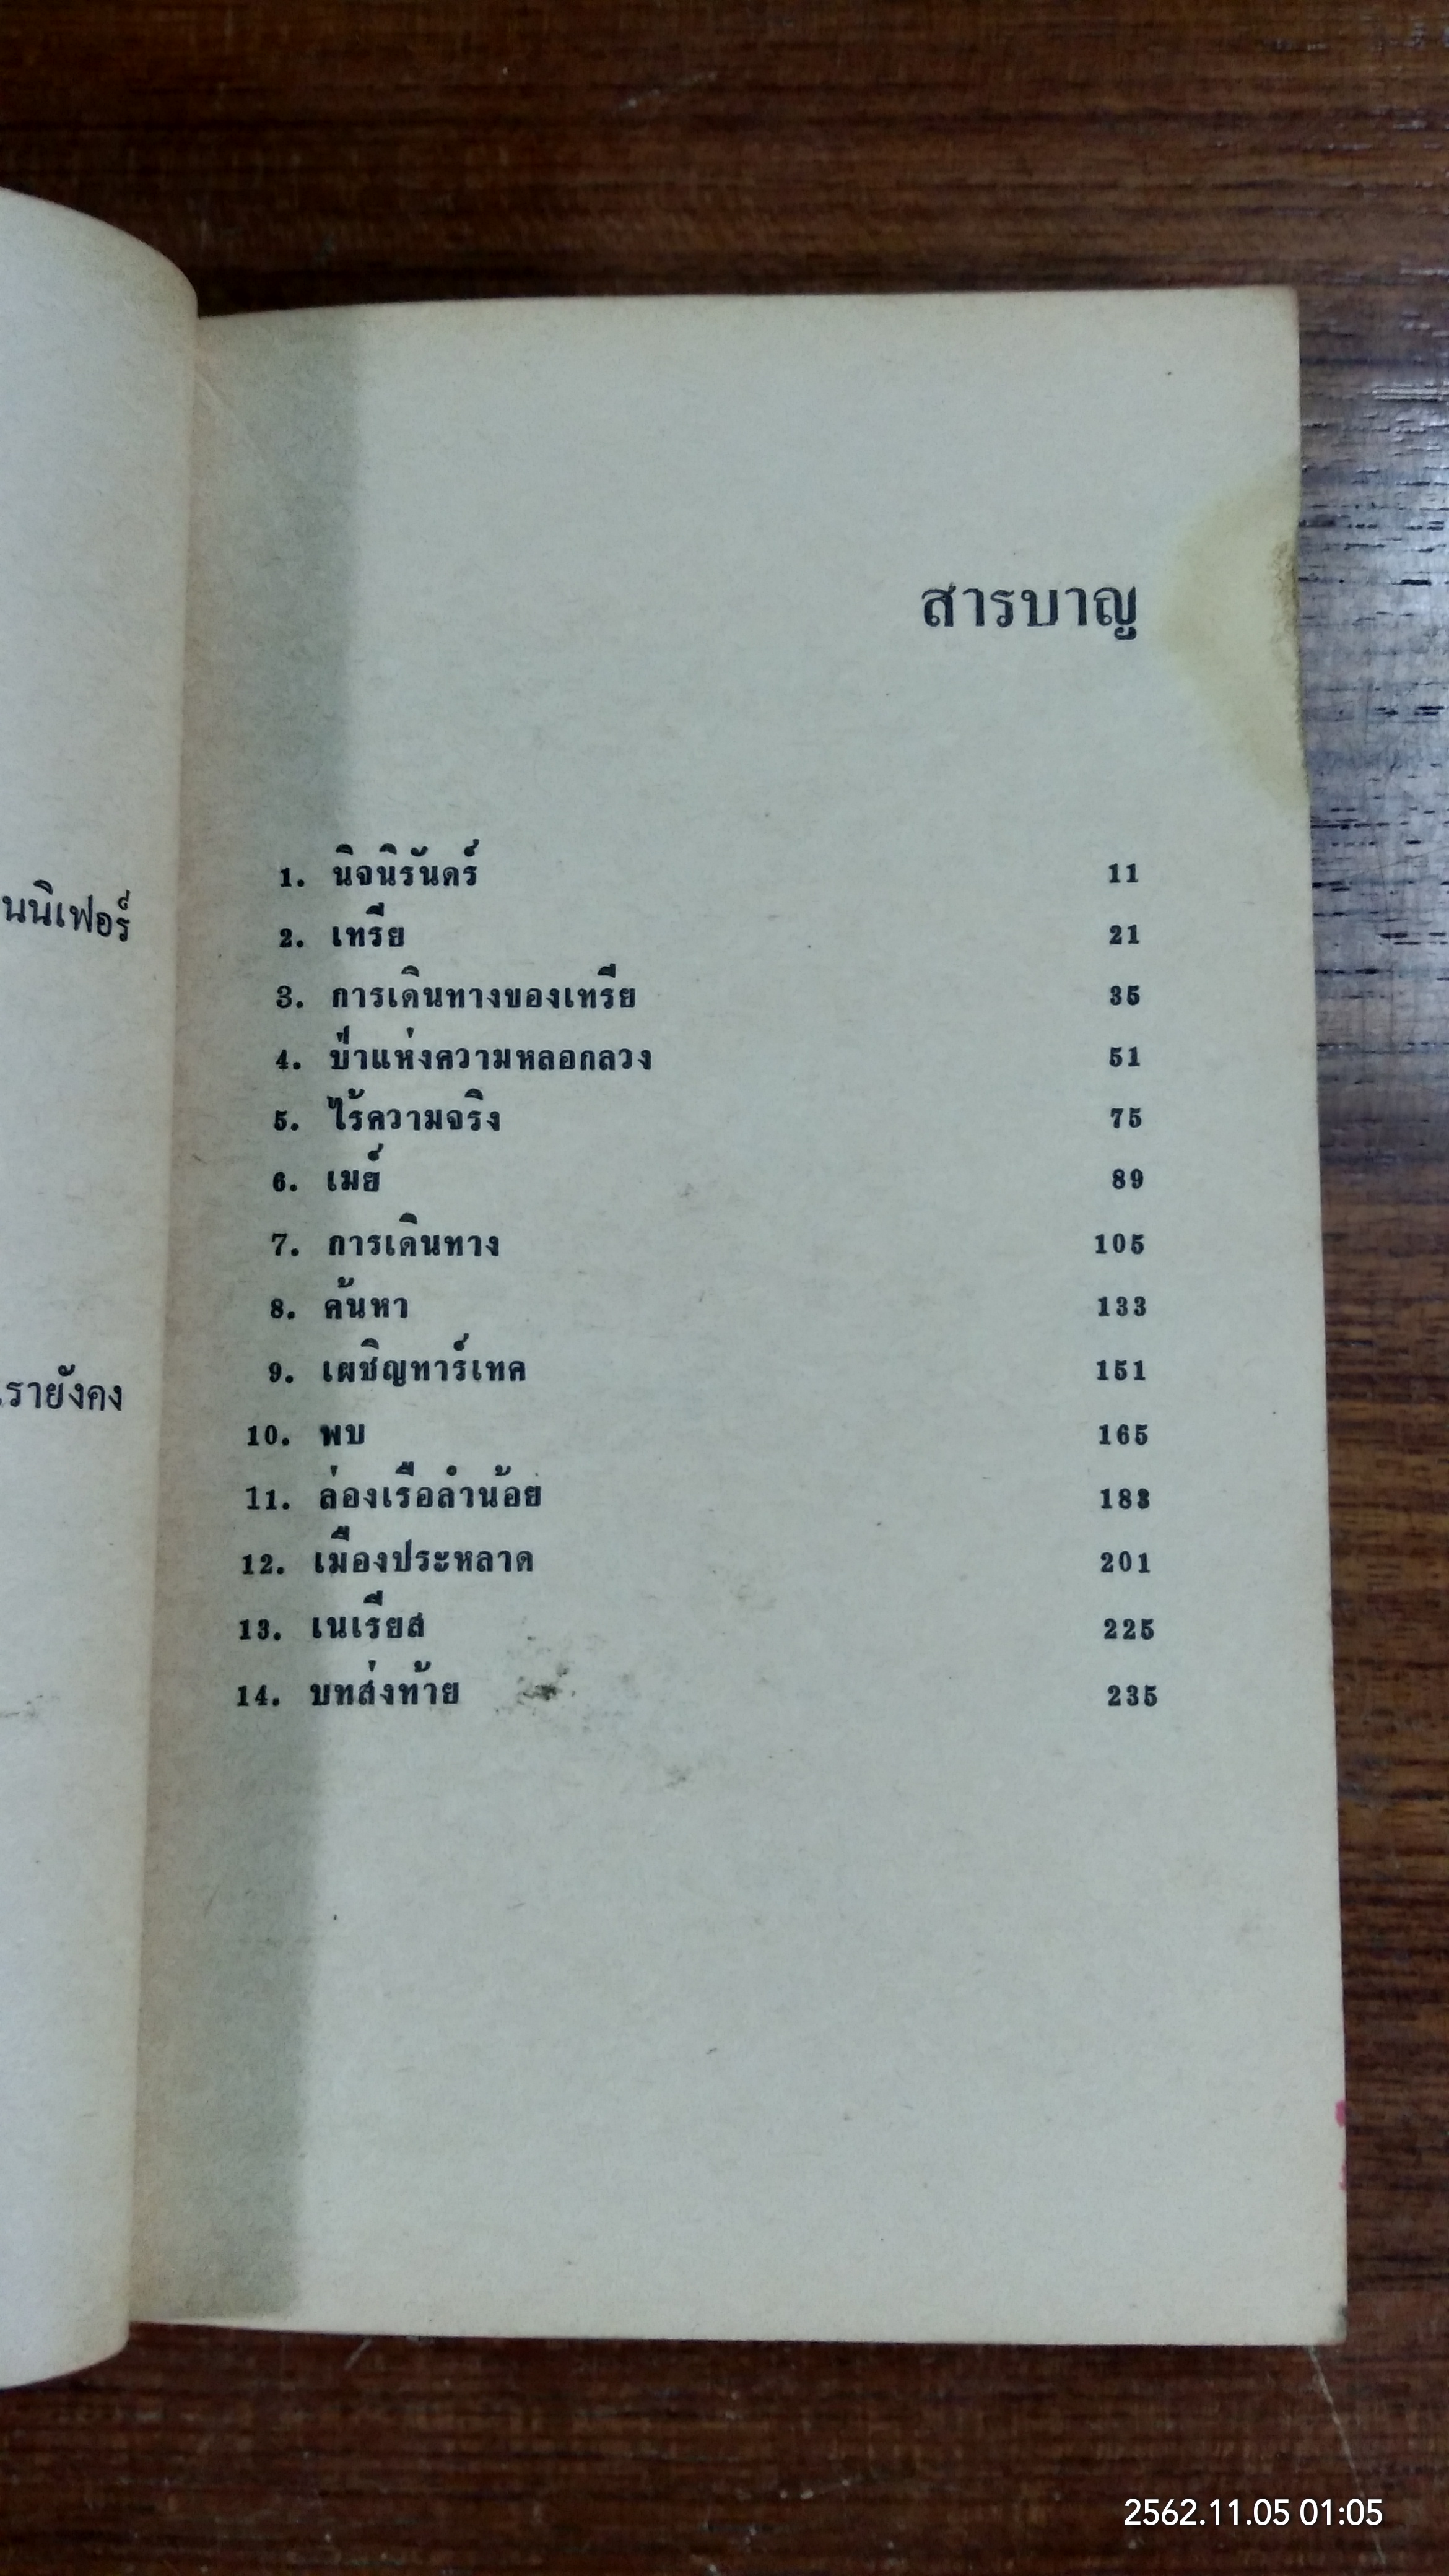 นนิเฟอร์
เรายังคง
สารบาญ
1. นิจนิรันดร์ 11
2. เทรีย 21
3. การเดินทางของเทรีย 35
4. ป่าแห่งความหลอกลวง 51
5. ไร้ความจริง 75
6. เมย์ 89
7. การเดินทาง 105
8. ค้นหา 133
9. เผชิญทาร์เทค 151
10. พบ 165
11. ล่องเรือลำน้อย 183
12. เมืองประหลาด 201
13. เนเรียส 225
14. บทส่งท้าย 235
2562.11.05 01:05